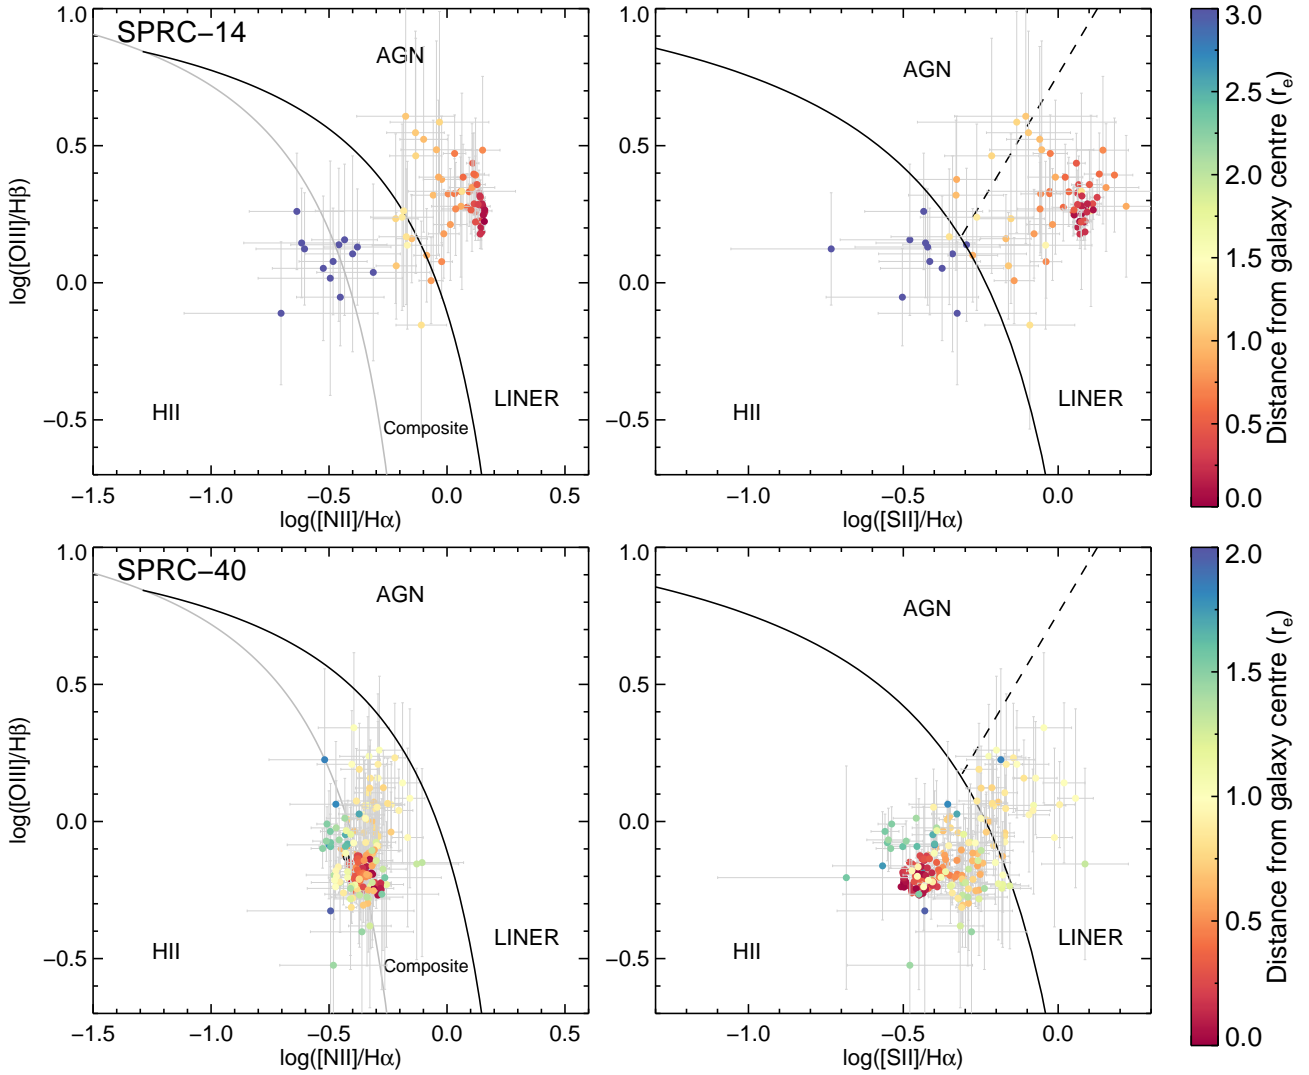 SPRC−14
AGN
HII
Composite
LINER
1.0
0.5
0.0
−0.5
−1.5
−1.0
−0.5
0.0
0.5
log([OIII]/Hβ)
log([NII]/Hα)
AGN
HII
LINER
1.0
0.5
0.0
−0.5
−1.0
−0.5
0.0
log([OIII]/Hβ)
log([SII]/Hα)
3.0
2.5
2.0
1.5
1.0
0.5
0.0
Distance from galaxy centre (re)
SPRC−40
AGN
HII
Composite
LINER
1.0
0.5
0.0
−0.5
−1.5
−1.0
−0.5
0.0
0.5
log([OIII]/Hβ)
log([NII]/Hα)
AGN
HII
LINER
1.0
0.5
0.0
−0.5
−1.0
−0.5
0.0
log([OIII]/Hβ)
log([SII]/Hα)
2.0
1.5
1.0
0.5
0.0
Distance from galaxy centre (re)